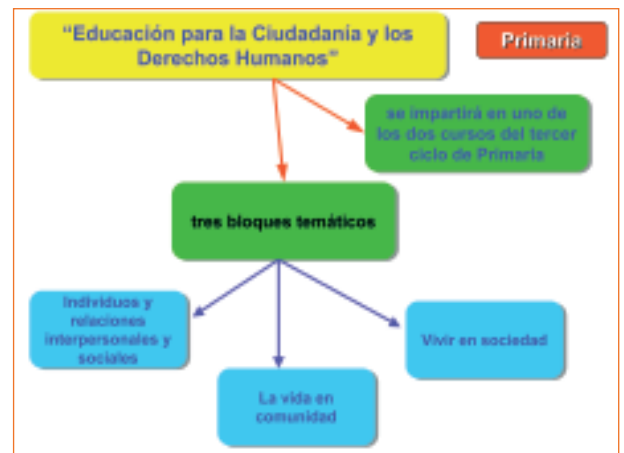 “Educación para la Ciudadanía y los
Derechos Humanos”
Primaria
se impartirá en uno de
los dos cursos del tercer
ciclo de Primaria
tres bloques temáticos
Individuos y
relaciones
interpersonales y
sociales
La vida en
comunidad
Vivir en sociedad